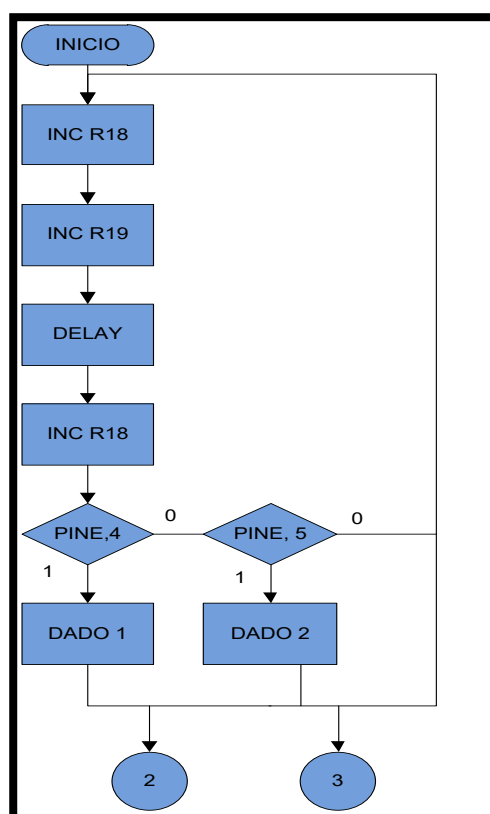 INICIO
INC R18
INC R19
DELAY
INC R18
PINE,4
0
PINE, 5
0
1
1
DADO 1
DADO 2
2
3